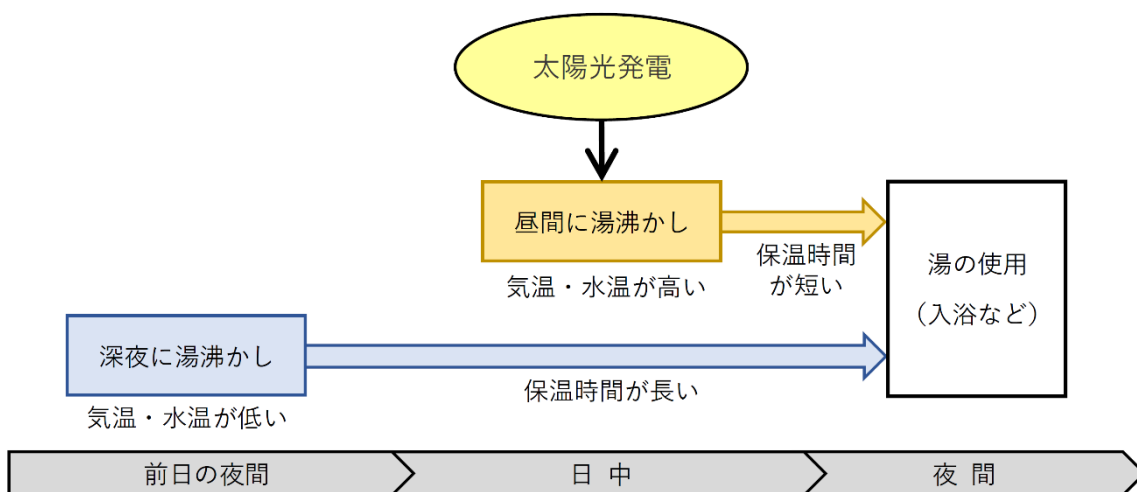 太陽光発電
昼間に湯沸かし
気温・水温が高い
保温時間
が短い
湯の使用
（入浴など）
深夜に湯沸かし
気温・水温が低い
保温時間が長い
前日の夜間
日 中
夜 間